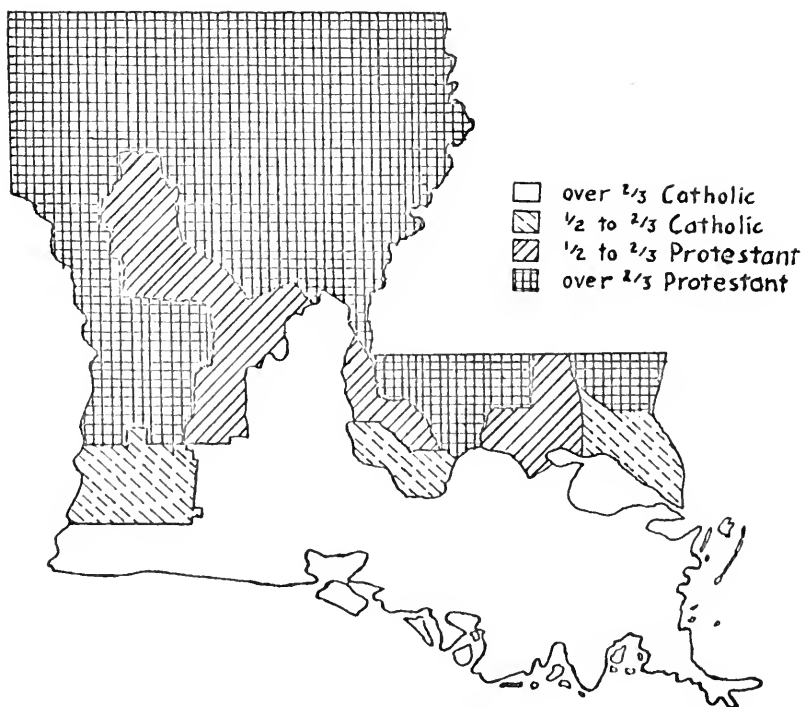 over 2/3 Catholic
1/2 to 2/3 Catholic
1/2 to 2/3 Protestant
over 2/3 Protestant